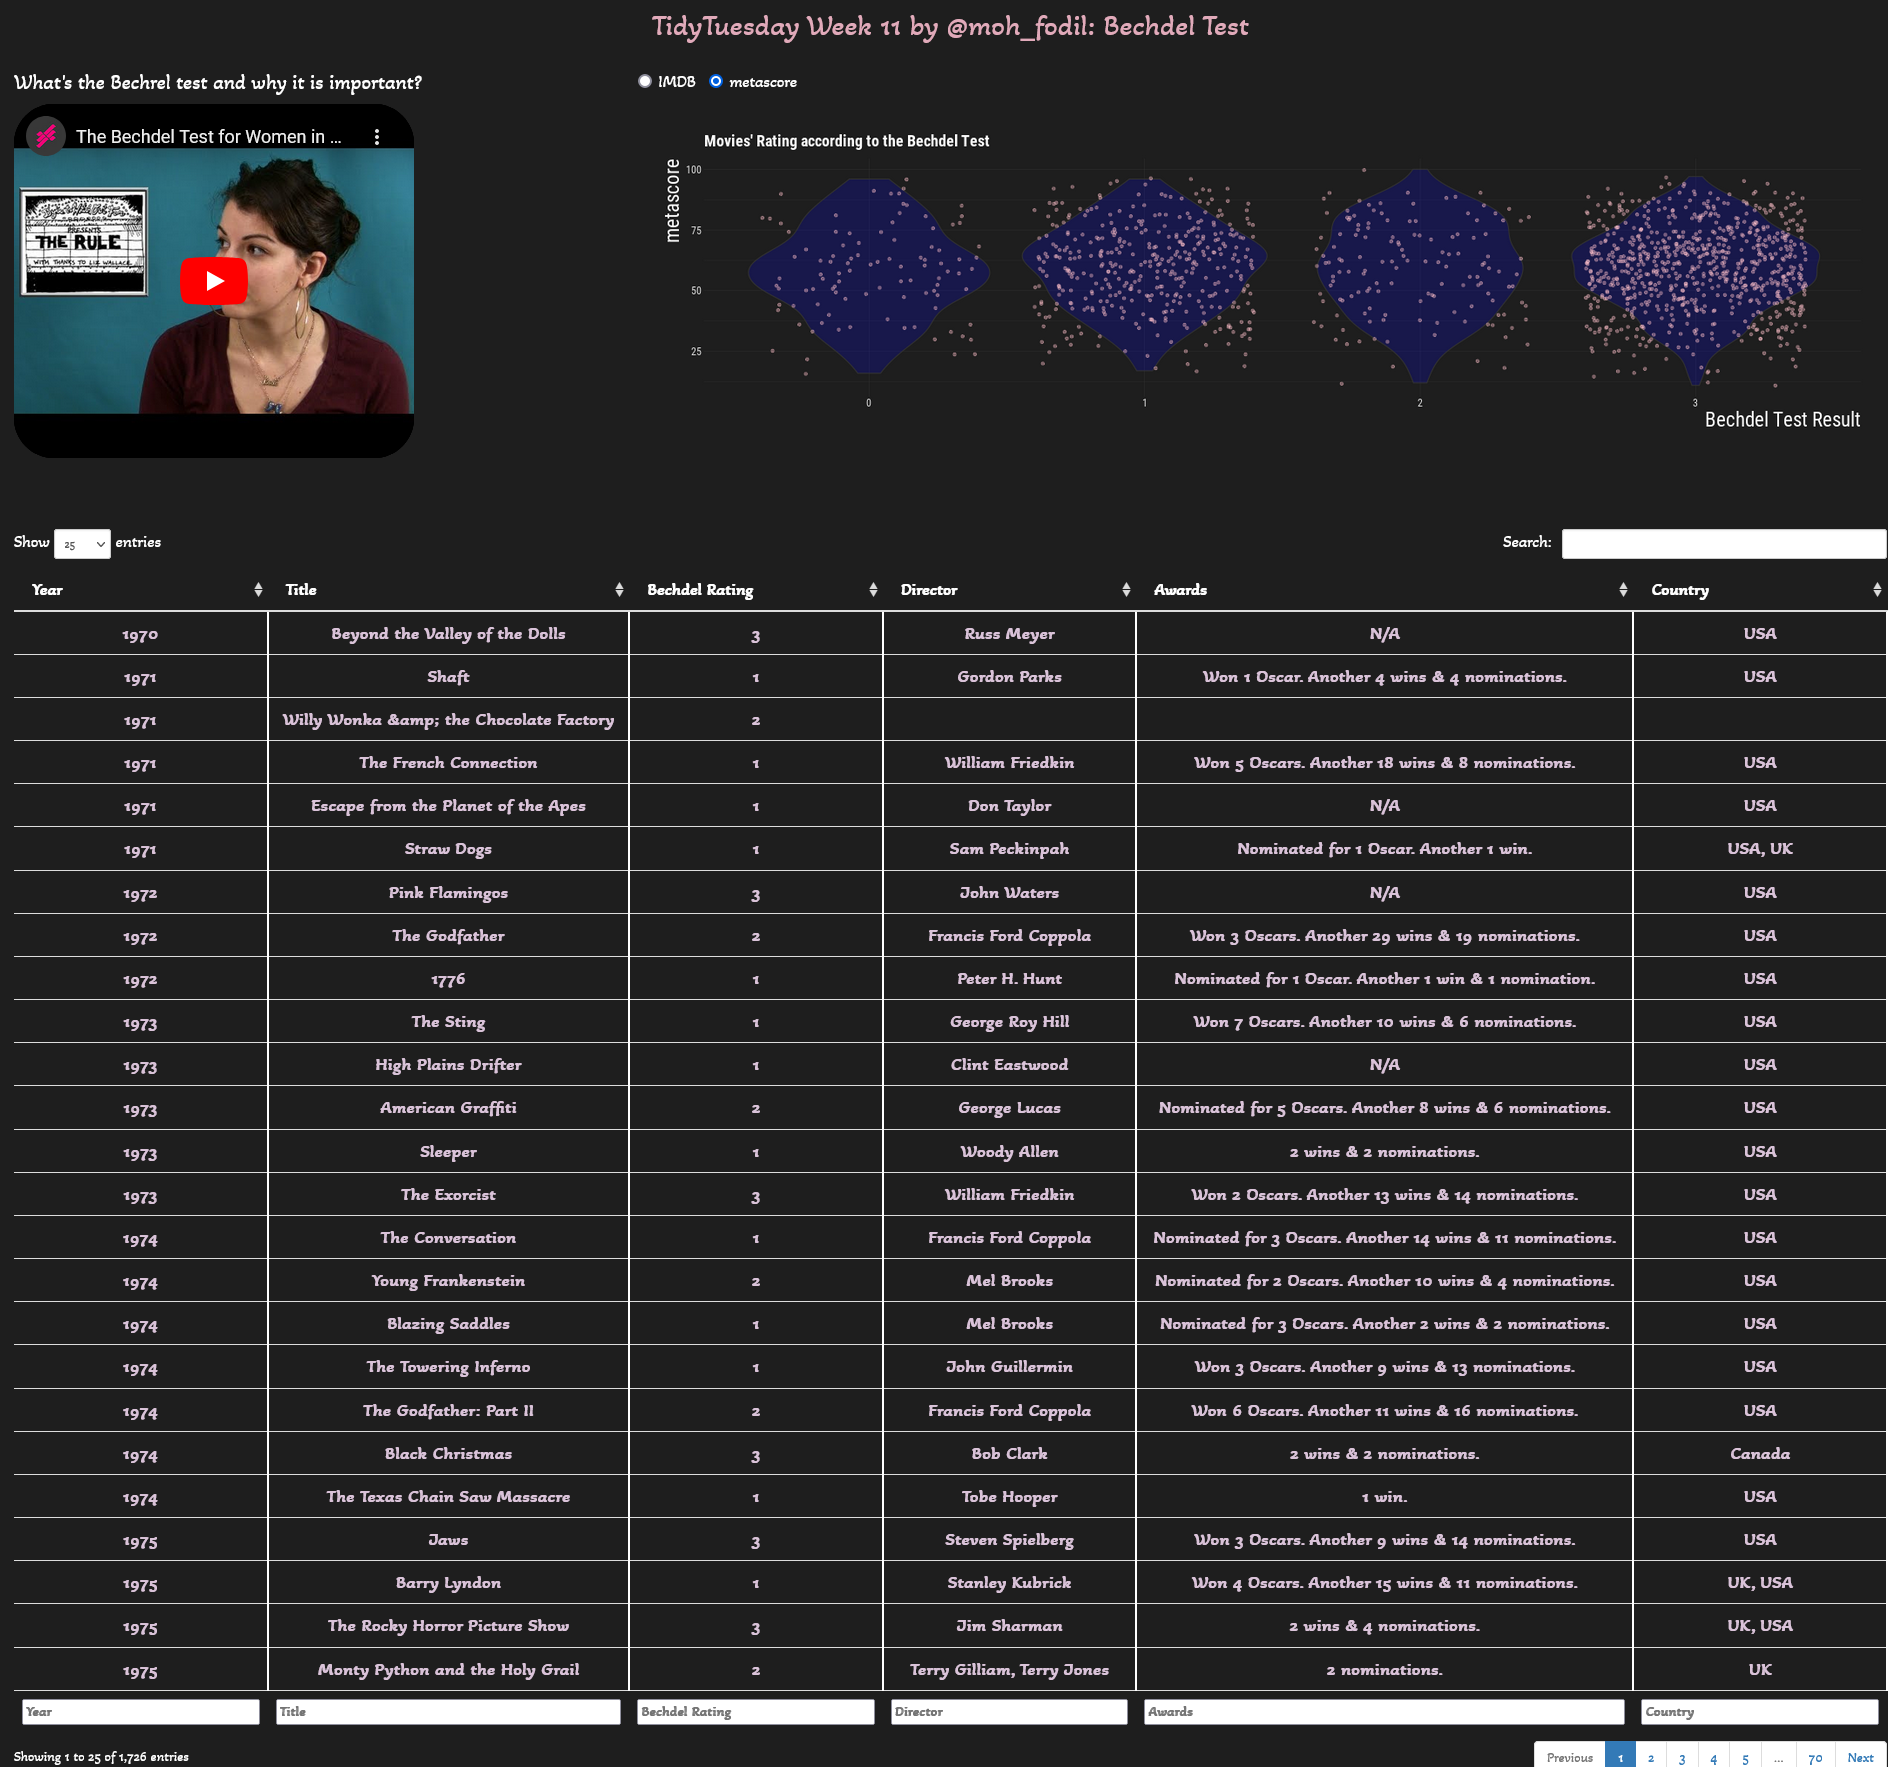 TidyTuesday Week 11 by @moh_fodil: Bechdel Test
What's the Bechrel test and why it is important?
The Bechdel Test for Women in ...
PRESENTS
THE RULE
WITH THANKS TO LIZ WALLACE
IMDB metascore
Movies' Rating according to the Bechdel Test
metascore
100
75
50
25
0 1 2 3
Bechdel Test Result
Show 25 entries
Search:
Year Title Bechdel Rating Director Awards Country
1970 Beyond the Valley of the Dolls 3 Russ Meyer N/A USA
1971 Shaft 1 Gordon Parks Won 1 Oscar. Another 4 wins & 4 nominations. USA
1971 Willy Wonka &amp; the Chocolate Factory 2
1971 The French Connection 1 William Friedkin Won 5 Oscars. Another 18 wins & 8 nominations. USA
1971 Escape from the Planet of the Apes 1 Don Taylor N/A USA
1971 Straw Dogs 1 Sam Peckinpah Nominated for 1 Oscar. Another 1 win. USA, UK
1972 Pink Flamingos 3 John Waters N/A USA
1972 The Godfather 2 Francis Ford Coppola Won 3 Oscars. Another 29 wins & 19 nominations. USA
1972 1776 1 Peter H. Hunt Nominated for 1 Oscar. Another 1 win & 1 nomination. USA
1973 The Sting 1 George Roy Hill Won 7 Oscars. Another 10 wins & 6 nominations. USA
1973 High Plains Drifter 1 Clint Eastwood N/A USA
1973 American Graffiti 2 George Lucas Nominated for 5 Oscars. Another 8 wins & 6 nominations. USA
1973 Sleeper 1 Woody Allen 2 wins & 2 nominations. USA
1973 The Exorcist 3 William Friedkin Won 2 Oscars. Another 13 wins & 14 nominations. USA
1974 The Conversation 1 Francis Ford Coppola Nominated for 3 Oscars. Another 14 wins & 11 nominations. USA
1974 Young Frankenstein 2 Mel Brooks Nominated for 2 Oscars. Another 10 wins & 4 nominations. USA
1974 Blazing Saddles 1 Mel Brooks Nominated for 3 Oscars. Another 2 wins & 2 nominations. USA
1974 The Towering Inferno 1 John Guillermin Won 3 Oscars. Another 9 wins & 13 nominations. USA
1974 The Godfather: Part II 2 Francis Ford Coppola Won 6 Oscars. Another 11 wins & 16 nominations. USA
1974 Black Christmas 3 Bob Clark 2 wins & 2 nominations. Canada
1974 The Texas Chain Saw Massacre 1 Tobe Hooper 1 win. USA
1975 Jaws 3 Steven Spielberg Won 3 Oscars. Another 9 wins & 14 nominations. USA
1975 Barry Lyndon 1 Stanley Kubrick Won 4 Oscars. Another 15 wins & 11 nominations. UK, USA
1975 The Rocky Horror Picture Show 3 Jim Sharman 2 wins & 4 nominations. UK, USA
1975 Monty Python and the Holy Grail 2 Terry Gilliam, Terry Jones 2 nominations. UK
Year Title Bechdel Rating Director Awards Country
Showing 1 to 25 of 1,726 entries
Previous 1 2 3 4 5 ... 70 Next